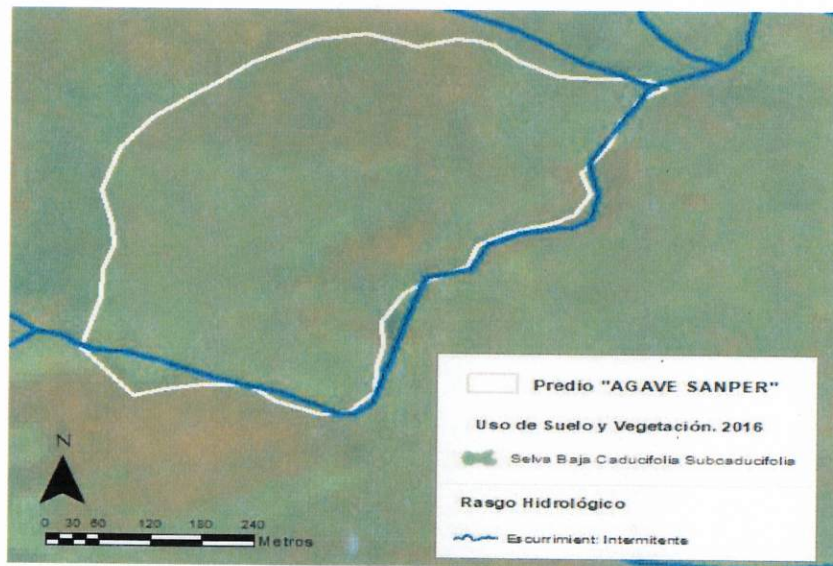 Predio "AGAVE SANPER"
Uso de Suelo y Vegetación. 2016
Selva Baja Caducifolia Subcaducifolia
Rasgo Hidrológico
Escurrimient: Intermitente
N
0 30 60 120 180 240
Metros